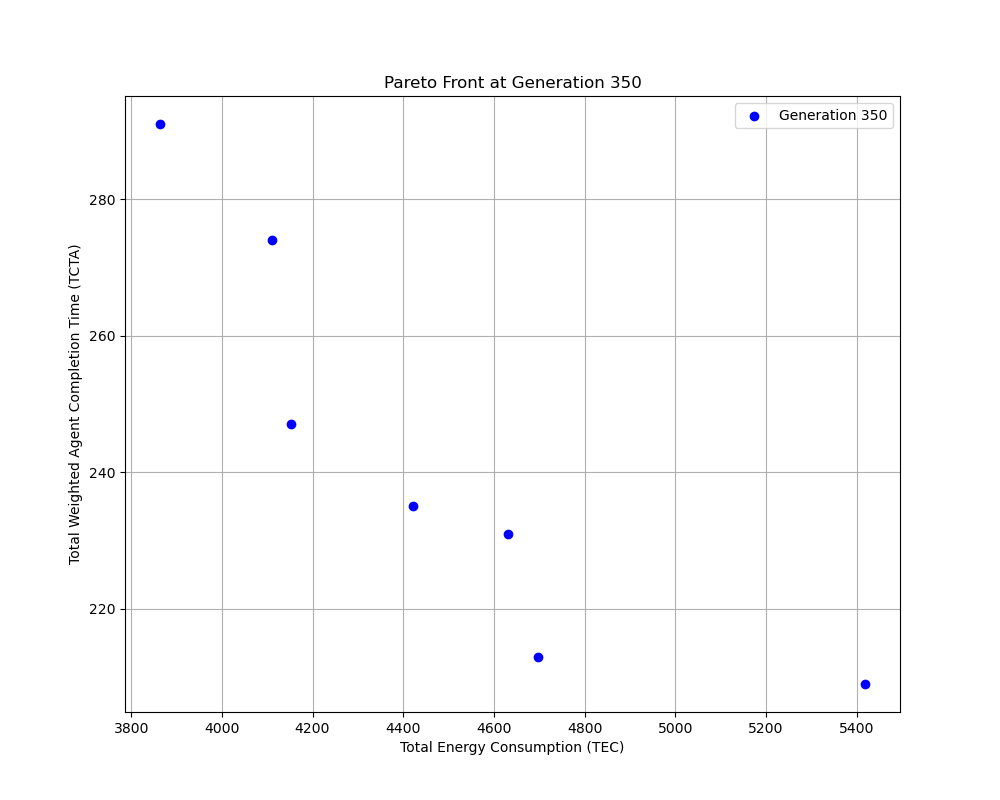 Pareto Front at Generation 350
Generation 350
Total Weighted Agent Completion Time (TCTA)
280
260
240
220
3800 4000 4200 4400 4600 4800 5000 5200 5400
Total Energy Consumption (TEC)